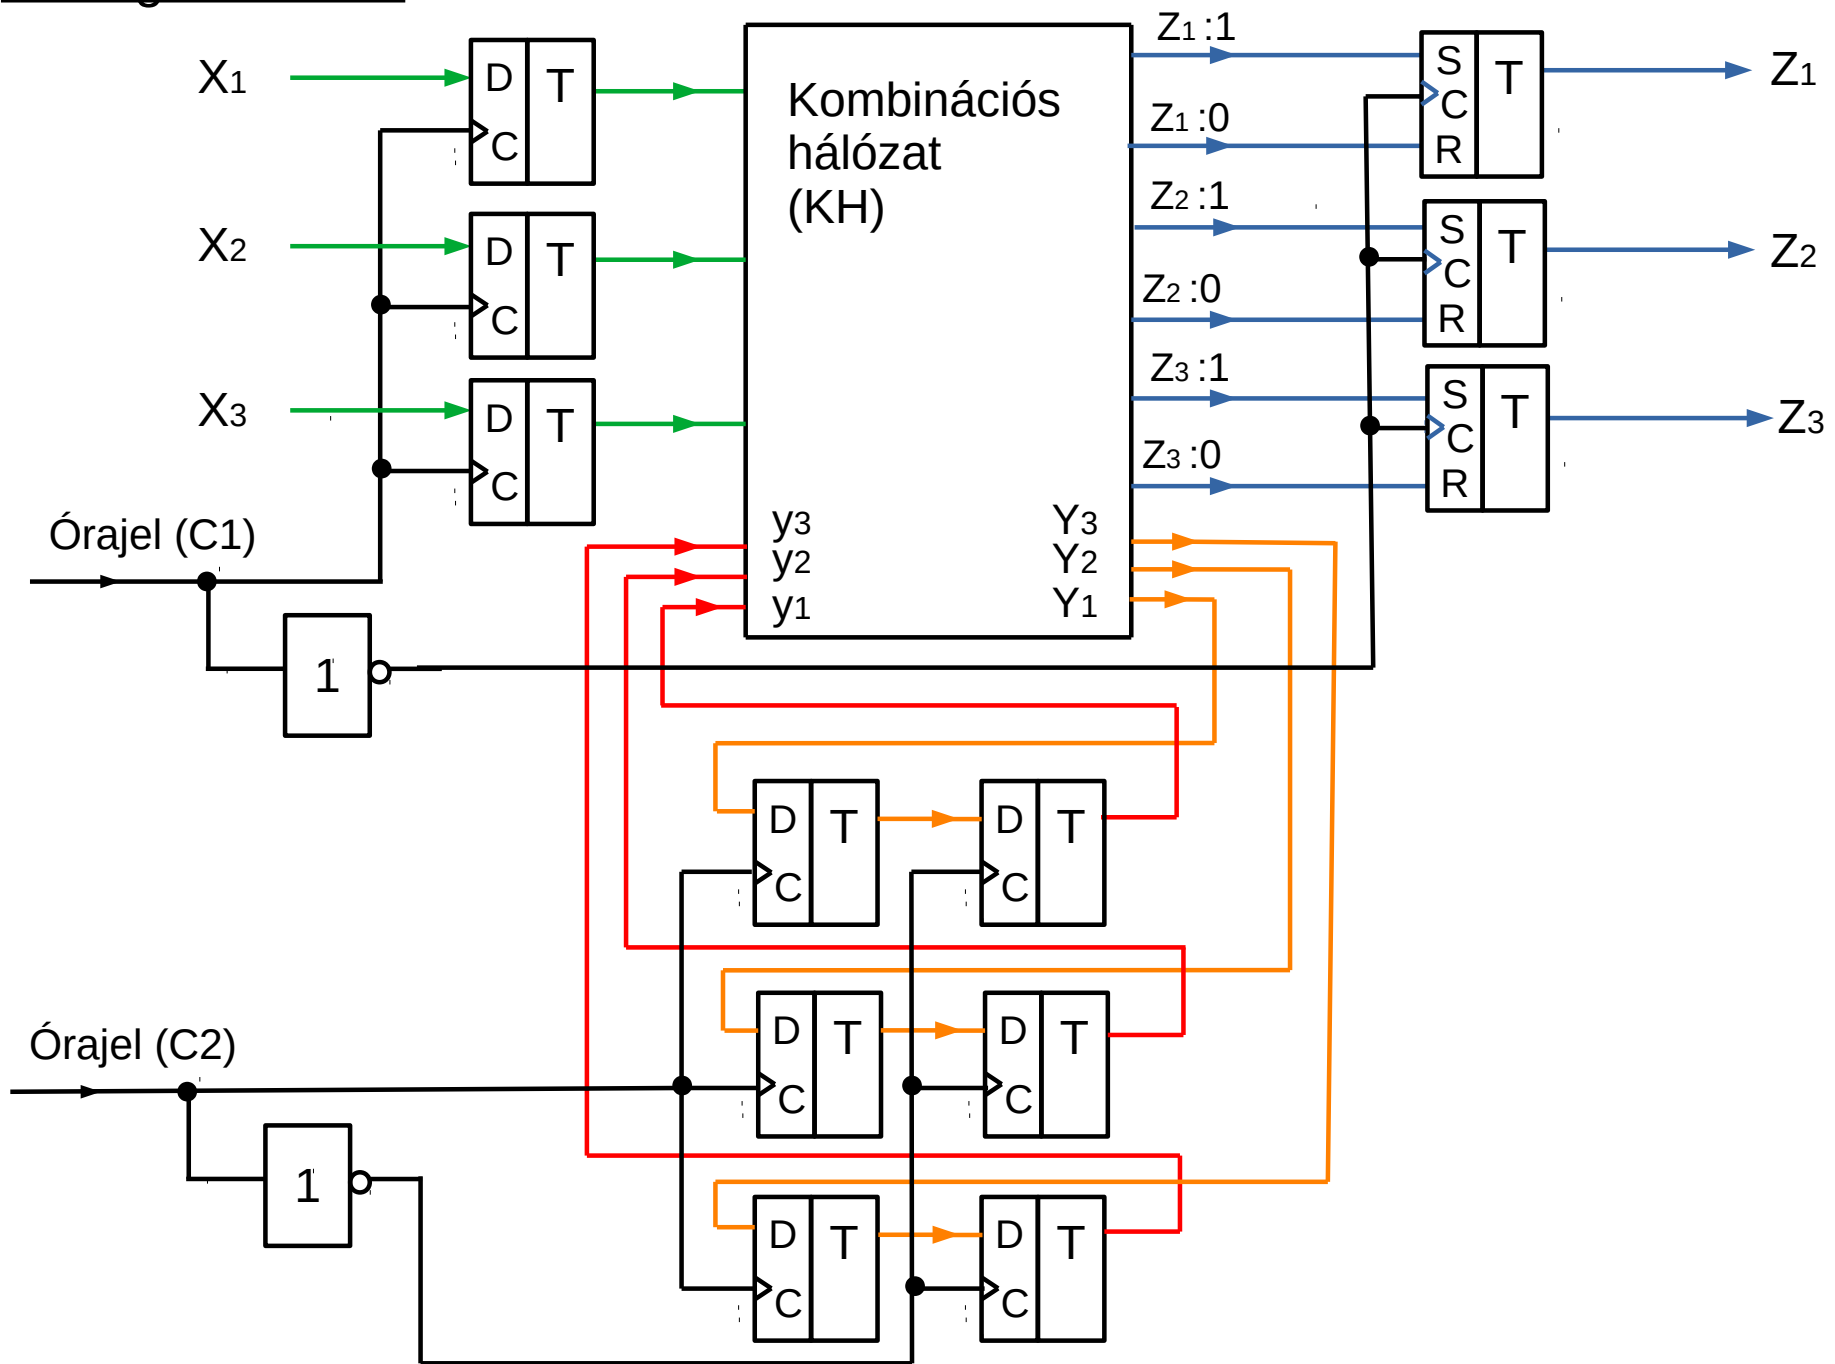 X1
D T
C
X2
D T
C
X3
D T
C
Kombinációs
hálózat
(KH)
Z1 :1
Z1 :0
Z2 :1
Z2 :0
Z3 :1
Z3 :0
S T
C
R
Z1
S T
C
R
Z2
S T
C
R
Z3
y3
y2
y1
Y3
Y2
Y1
Órajel (C1)
1
D T
C
D T
C
Órajel (C2)
D T
C
D T
C
1
D T
C
D T
C